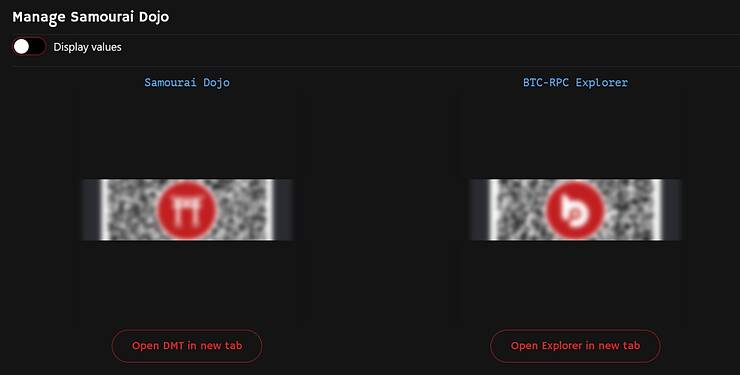 Manage Samourai Dojo
Display values
Samourai Dojo
BTC-RPC Explorer
Open DMT in new tab
Open Explorer in new tab